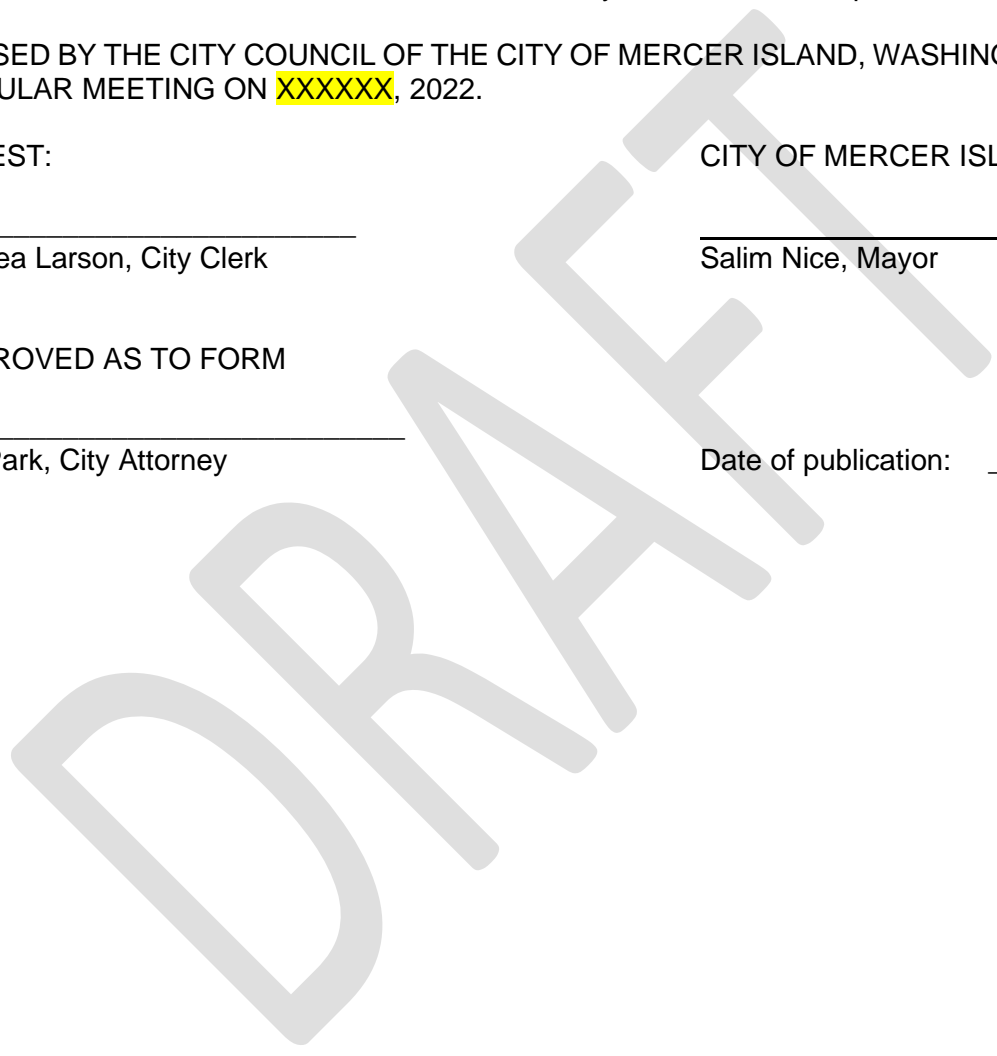 SED BY THE CITY COUNCIL OF THE CITY OF MERCER ISLAND, WASHING
ULAR MEETING ON XXXXXX, 2022.
EST:
CITY OF MERCER ISL
ea Larson, City Clerk
Salim Nice, Mayor
ROVED AS TO FORM
Park, City Attorney
Date of publication: _
DRAFT